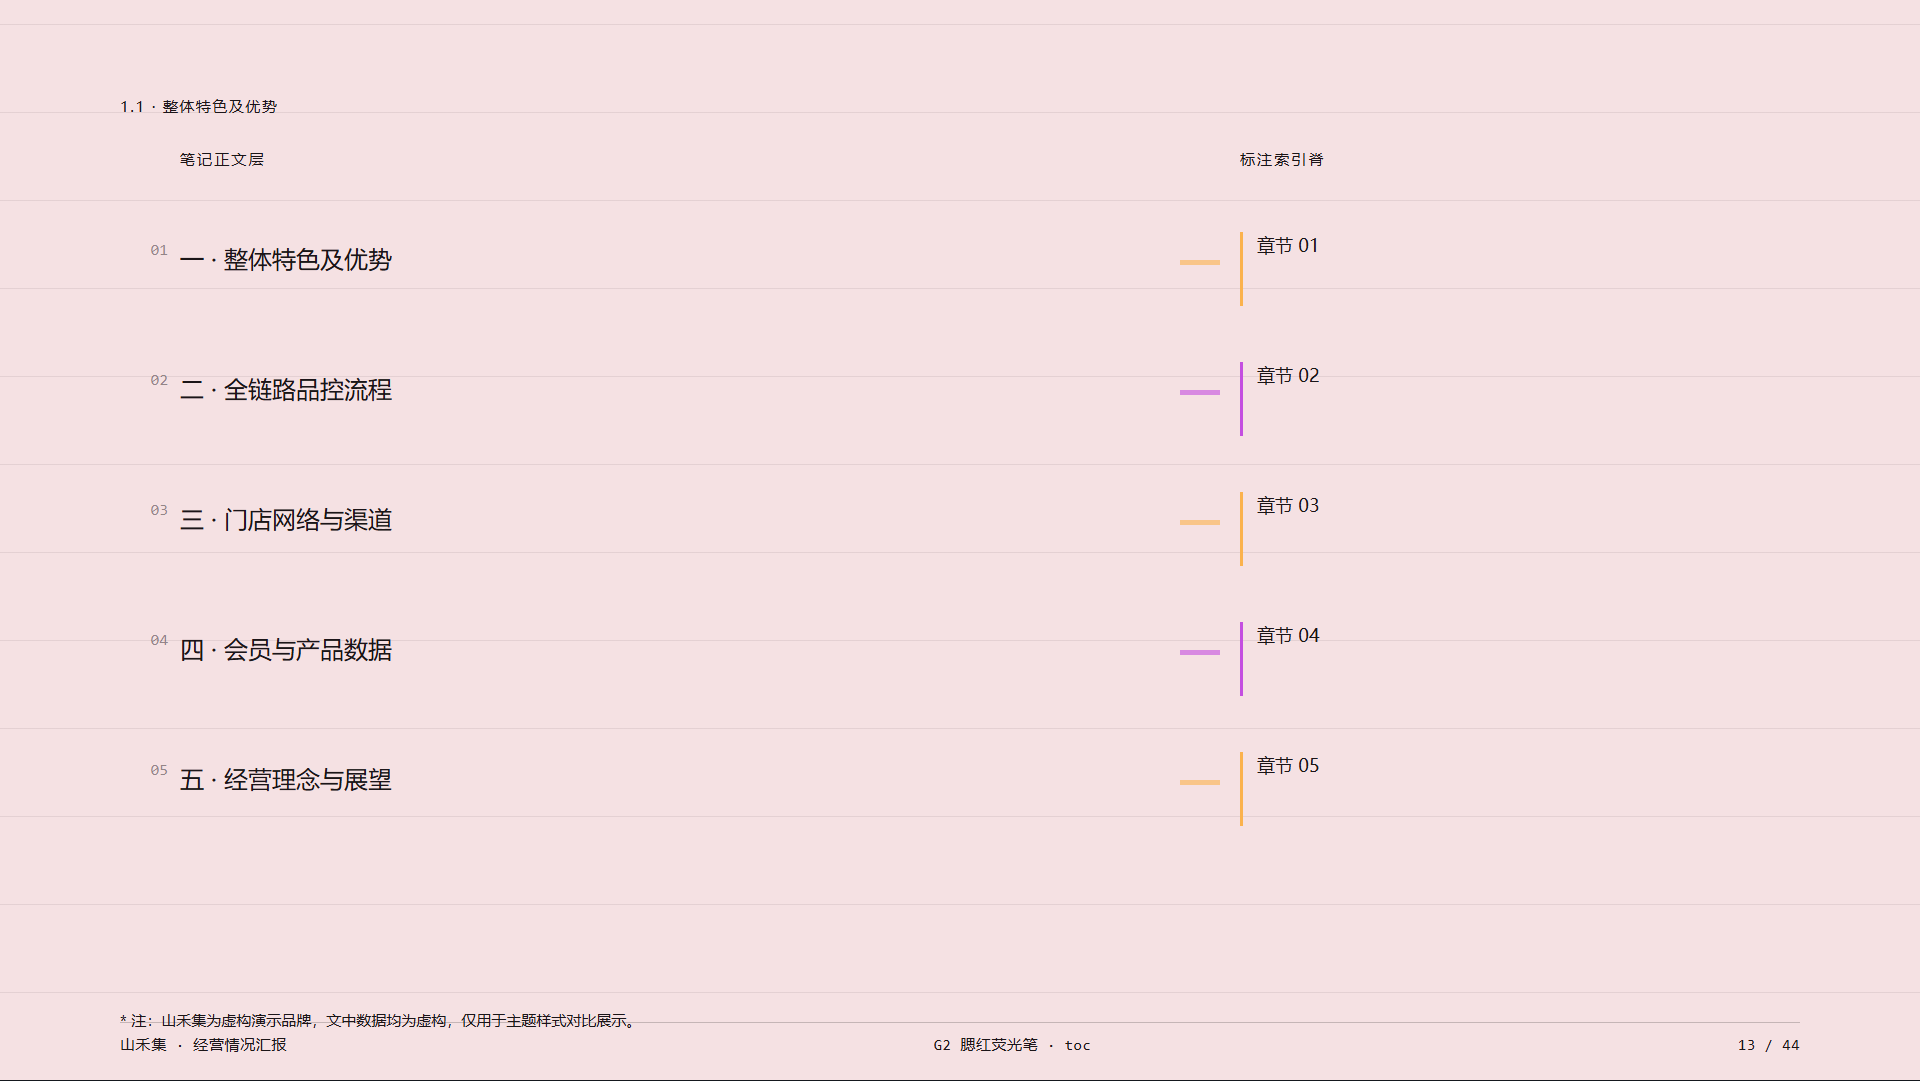 1.1 · 整体特色及优势
笔记正文层
标注索引脊
01 一 · 整体特色及优势
章节 01
02 二 · 全链路品控流程
章节 02
03 三 · 门店网络与渠道
章节 03
04 四 · 会员与产品数据
章节 04
05 五 · 经营理念与展望
章节 05
* 注：山禾集为虚构演示品牌，文中数据均为虚构，仅用于主题样式对比展示。
山禾集 · 经营情况汇报
G2 腮红荧光笔 · toc
13 / 44